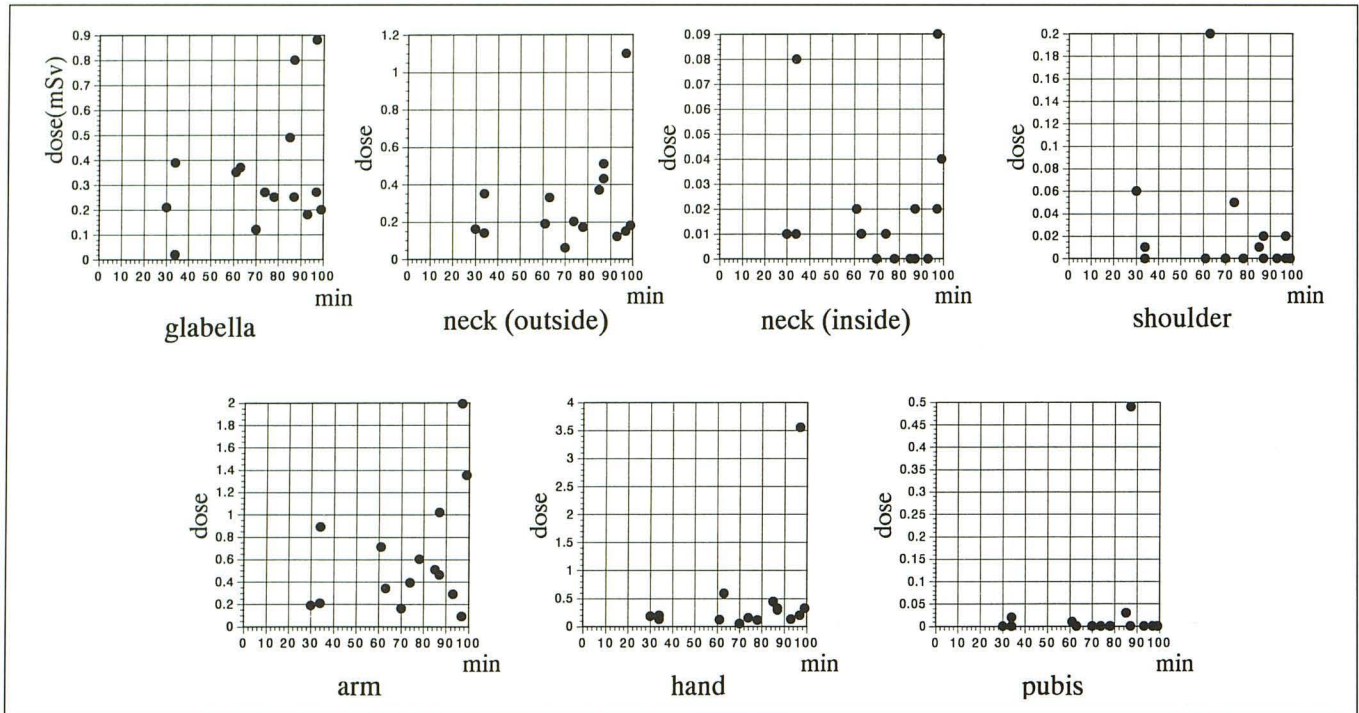 dose(mSv)
0.9
0.8
0.7
0.6
0.5
0.4
0.3
0.2
0.1
0
0 10 20 30 40 50 60 70 80 90 100
min
glabella
dose
1.2
1
0.8
0.6
0.4
0.2
0
0 10 20 30 40 50 60 70 80 90 100
min
neck (outside)
dose
0.09
0.08
0.07
0.06
0.05
0.04
0.03
0.02
0.01
0
0 10 20 30 40 50 60 70 80 90 100
min
neck (inside)
dose
0.2
0.18
0.16
0.14
0.12
0.1
0.08
0.06
0.04
0.02
0
0 10 20 30 40 50 60 70 80 90 100
min
shoulder
dose
2
1.8
1.6
1.4
1.2
1
0.8
0.6
0.4
0.2
0
0 10 20 30 40 50 60 70 80 90 100
min
arm
dose
4
3.5
3
2.5
2
1.5
1
0.5
0
0 10 20 30 40 50 60 70 80 90 100
min
hand
dose
0.5
0.45
0.4
0.35
0.3
0.25
0.2
0.15
0.1
0.05
0
0 10 20 30 40 50 60 70 80 90 100
min
pubis